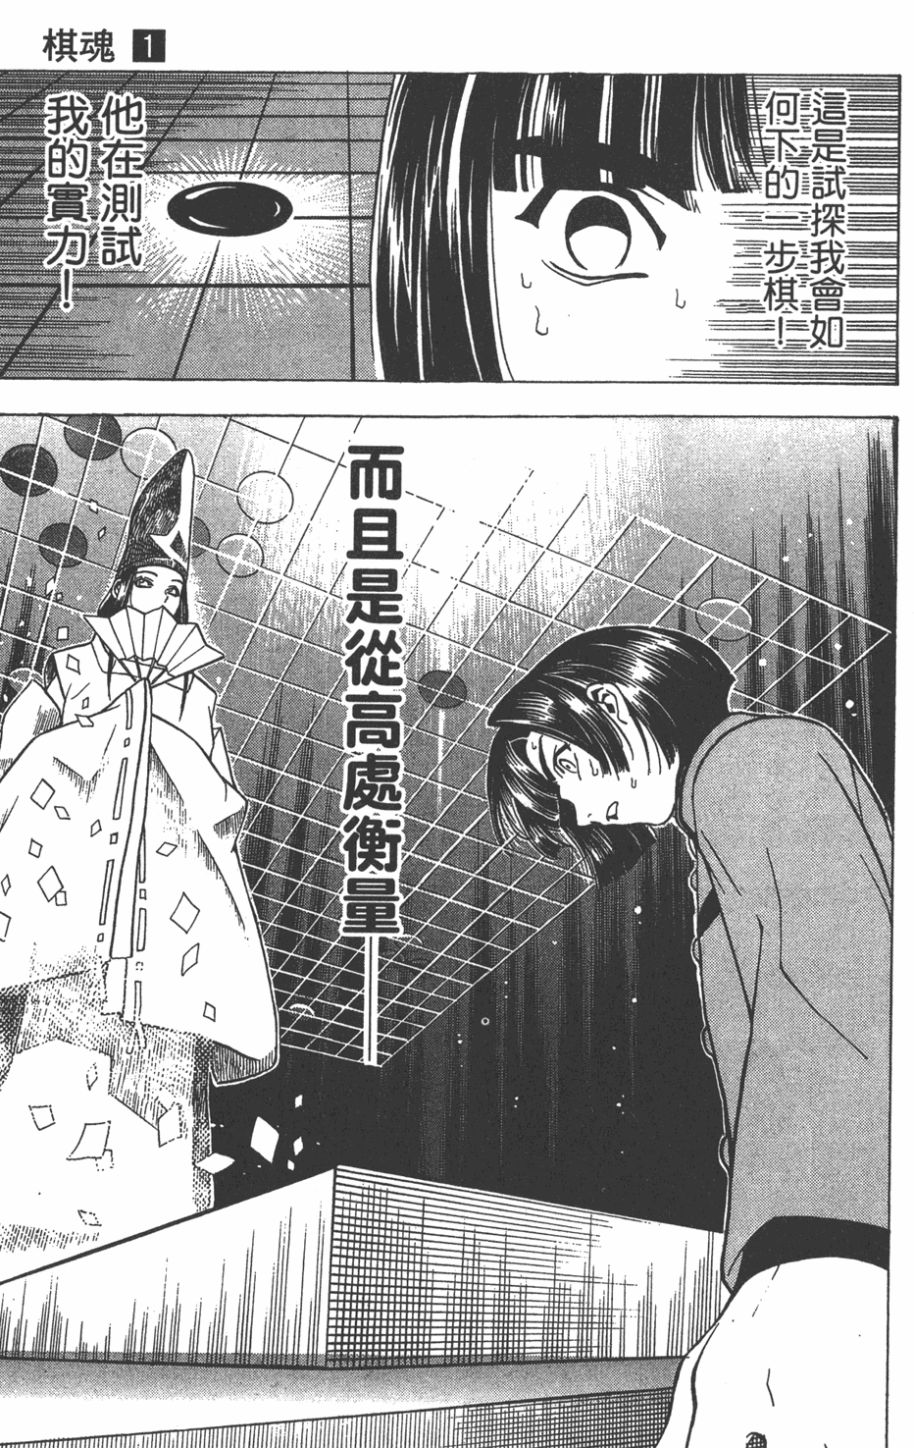 棋魂 1
這是試探我會如
何下的一步棋！
他在測試
我的實力！
而且是從高處衡量──